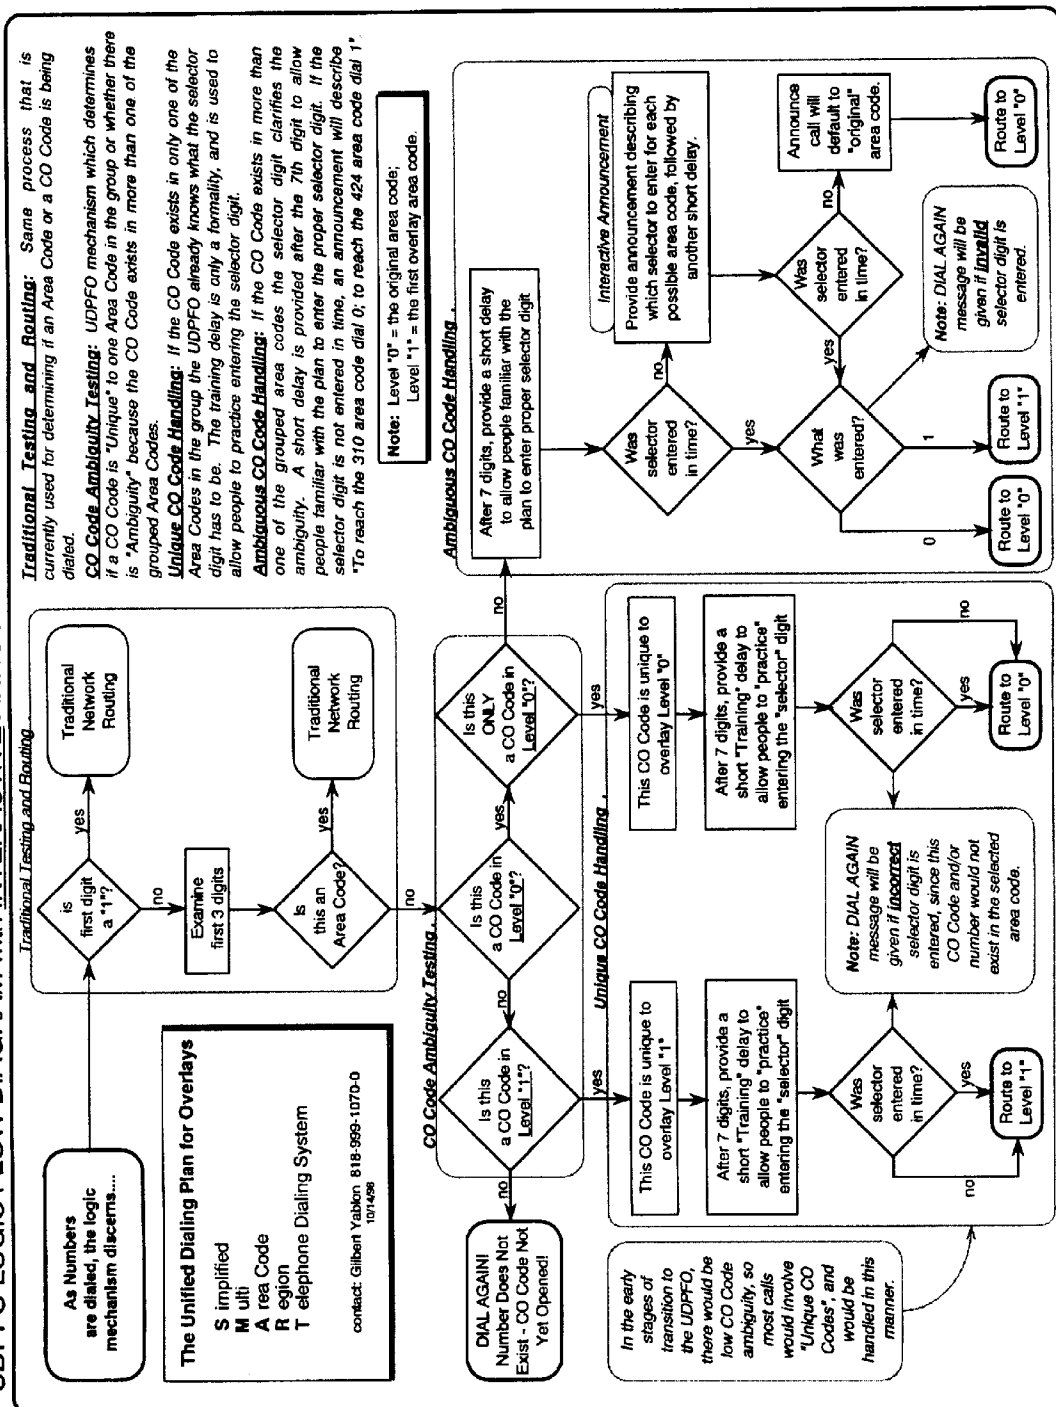 As Numbers
are dialed, the logic
mechanism discerns....
The Unified Dialing Plan for Overlays
S implified
M ulti
A rea Code
R egion
T elephone Dialing System
contact: Gilbert Yablon 818-999-1070-0
10/14/98
Traditional Testing and Routing
is
first digit
a "1"?
yes
Traditional
Network
Routing
no
Examine
first 3 digits
Is
this an
Area Code?
yes
Traditional
Network
Routing
no
Traditional Testing and Routing: Same process that is
currently used for determining if an Area Code or a CO Code is being
dialed.
CO Code Ambiguity Testing: UDPFO mechanism which determines
if a CO Code is "Unique" to one Area Code in the group or whether there
is "Ambiguity" because the CO Code exists in more than one of the
grouped Area Codes.
Unique CO Code Handling: If the CO Code exists in only one of the
Area Codes in the group the UDPFO already knows what the selector
digit has to be. The training delay is only a formality, and is used to
allow people to practice entering the selector digit.
Ambiguous CO Code Handling: If the CO Code exists in more than
one of the grouped area codes the selector digit clarifies the
ambiguity. A short delay is provided after the 7th digit to allow
people familiar with the plan to enter the proper selector digit. If the
selector digit is not entered in time, an announcement will describe
"To reach the 310 area code dial 0; to reach the 424 area code dial 1".
Note: Level "0" = the original area code;
Level "1" = the first overlay area code.
CO Code Ambiguity Testing
Is this
a CO Code in
Level "0"?
yes
no
Is this
ONLY
a CO Code in
Level "0"?
no
yes
Is this
a CO Code in
Level "1"?
no
yes
DIAL AGAIN!
Number Does Not
Exist - CO Code Not
Yet Opened!
In the early
stages of
transition to
the UDPFO,
there would be
low CO Code
ambiguity, so
most calls
would involve
"Unique CO
Codes", and
would be
handled in this
manner.
Unique CO Code Handling
This CO Code is unique to
overlay Level "1"
After 7 digits, provide a
short "Training" delay to
allow people to "practice"
entering the "selector" digit
Was
selector
entered
in time?
no
yes
Route to
Level "1"
Note: DIAL AGAIN
message will be
given if incorrect
selector digit is
entered, since this
CO Code and/or
number would not
exist in the selected
area code.
This CO Code is unique to
overlay Level "0"
After 7 digits, provide a
short "Training" delay to
allow people to "practice"
entering the "selector" digit
Was
selector
entered
in time?
no
yes
Route to
Level "0"
Ambiguous CO Code Handling
After 7 digits, provide a short delay
to allow people familiar with the
plan to enter proper selector digit
Was
selector
entered
in time?
no
yes
Interactive Announcement
Provide announcement describing
which selector to enter for each
possible area code, followed by
another short delay.
Was
selector
entered
in time?
no
yes
Announce
call will
default to
"original"
area code.
Route to
Level "0"
What
was
entered?
0
1
Route to
Level "0"
Route to
Level "1"
Note: DIAL AGAIN
message will be
given if invalid
selector digit is
entered.